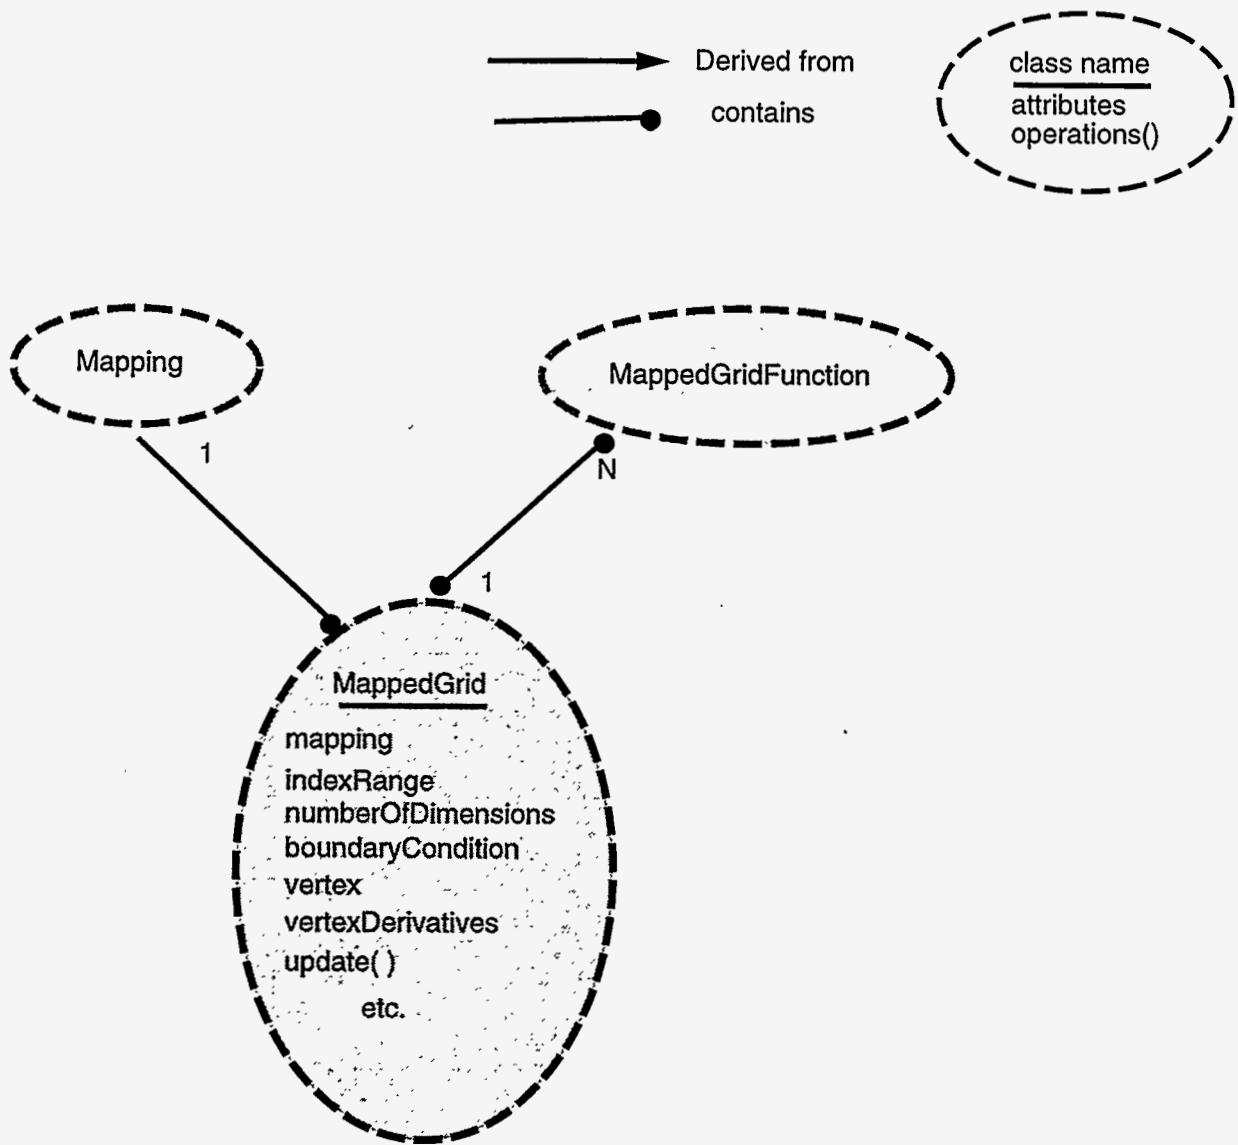 Derived from
contains
class name
attributes
operations()
Mapping
MappedGridFunction
1
N
1
MappedGrid
mapping
indexRange
numberOfDimensions
boundaryCondition
vertex
vertexDerivatives
update( )
etc.